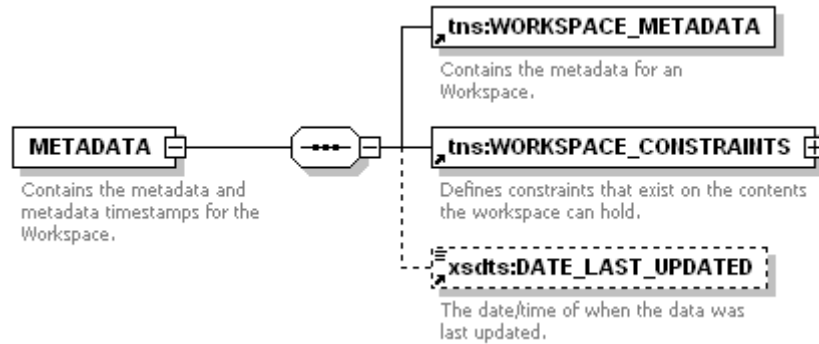 tns:WORKSPACE_METADATA
Contains the metadata for an
Workspace.
METADATA
Contains the metadata and
metadata timestamps for the
Workspace.
tns:WORKSPACE_CONSTRAINTS
Defines constraints that exist on the contents
the workspace can hold.
xsdts:DATE_LAST_UPDATED
The date/time of when the data was
last updated.